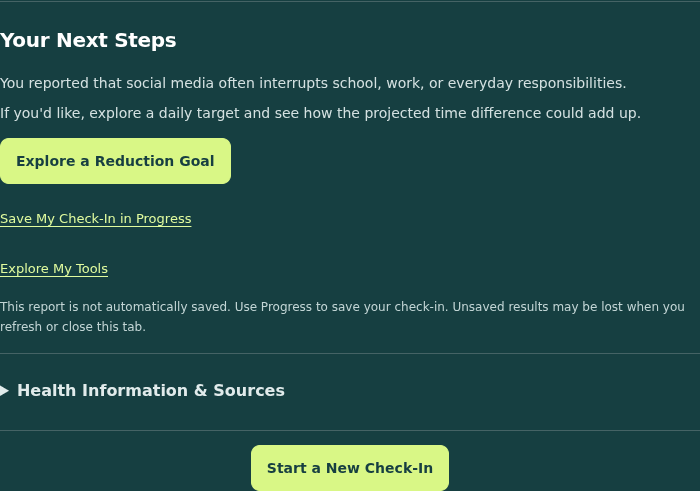 Your Next Steps
You reported that social media often interrupts school, work, or everyday responsibilities.
If you'd like, explore a daily target and see how the projected time difference could add up.
Explore a Reduction Goal
Save My Check-In in Progress
Explore My Tools
This report is not automatically saved. Use Progress to save your check-in. Unsaved results may be lost when you
refresh or close this tab.
Health Information & Sources
Start a New Check-In